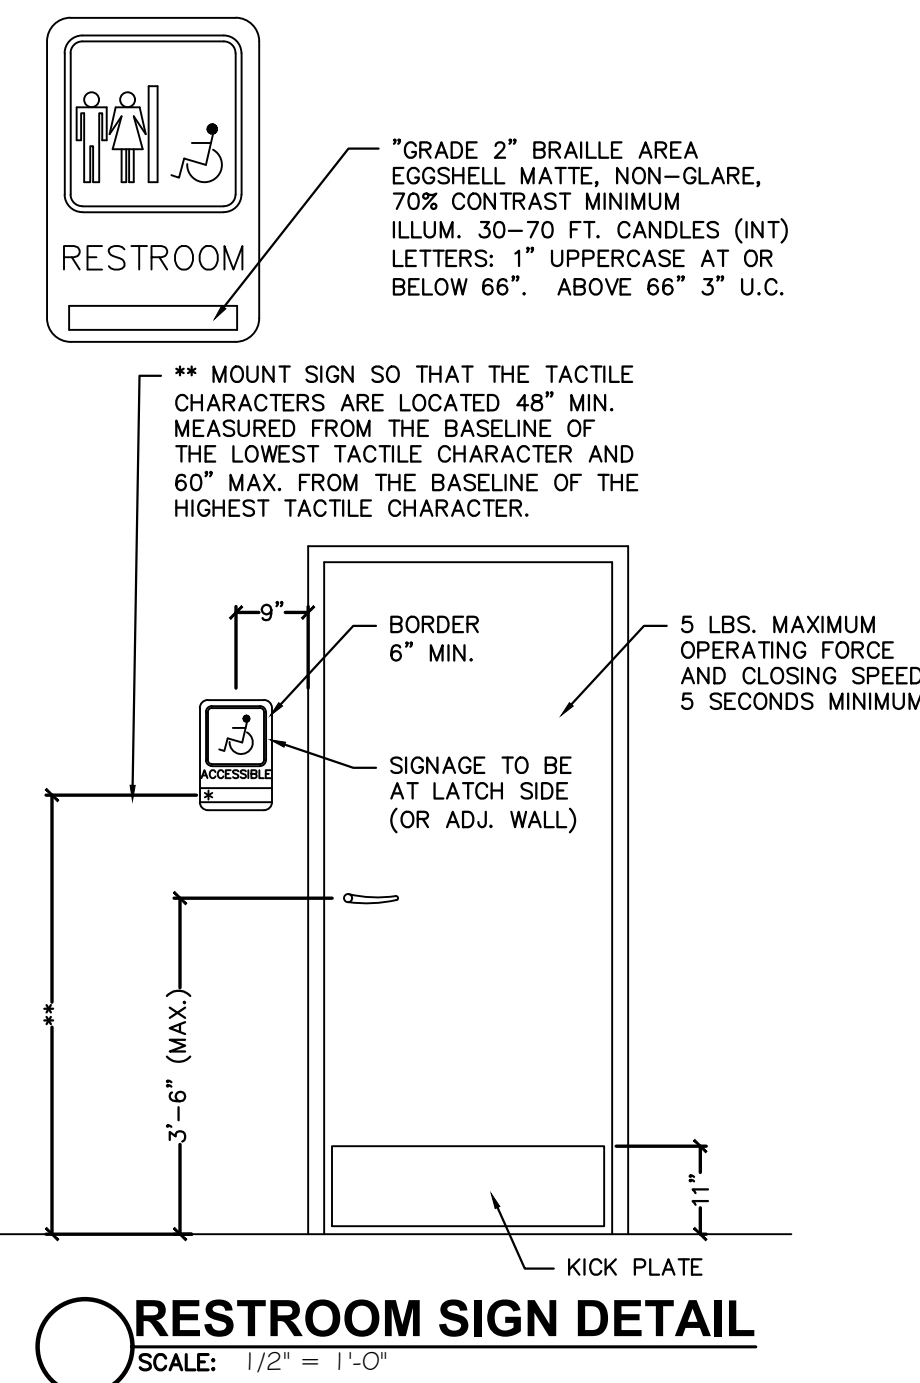 "GRADE 2" BRAILLE AREA
EGGSHELL MATTE, NON-GLARE,
70% CONTRAST MINIMUM
ILLUM. 30-70 FT. CANDLES (INT)
LETTERS: 1" UPPERCASE AT OR
BELOW 66". ABOVE 66" 3" U.C.
RESTROOM
** MOUNT SIGN SO THAT THE TACTILE
CHARACTERS ARE LOCATED 48" MIN.
MEASURED FROM THE BASELINE OF
THE LOWEST TACTILE CHARACTER AND
60" MAX. FROM THE BASELINE OF THE
HIGHEST TACTILE CHARACTER.
9"
BORDER
6" MIN.
5 LBS. MAXIMUM
OPERATING FORCE
AND CLOSING SPEED
5 SECONDS MINIMUM
ACCESSIBLE
*
SIGNAGE TO BE
AT LATCH SIDE
(OR ADJ. WALL)
**
3'-6" (MAX.)
11"
KICK PLATE
RESTROOM SIGN DETAIL
SCALE: 1/2" = 1'-0"